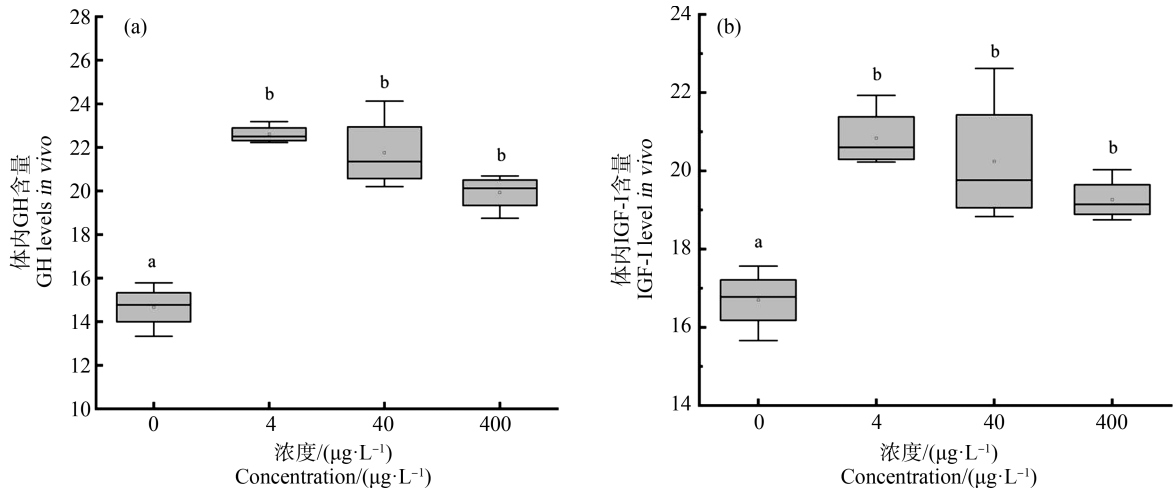 (a)
28
26
24
22
20
18
16
14
12
10
体内GH含量
GH levels in vivo
a
b
b
b
0
4
40
400
浓度/(μg·L⁻¹)
Concentration/(μg·L⁻¹)
(b)
24
22
20
18
16
14
体内IGF-I含量
IGF-I level in vivo
a
b
b
b
0
4
40
400
浓度/(μg·L⁻¹)
Concentration/(μg·L⁻¹)